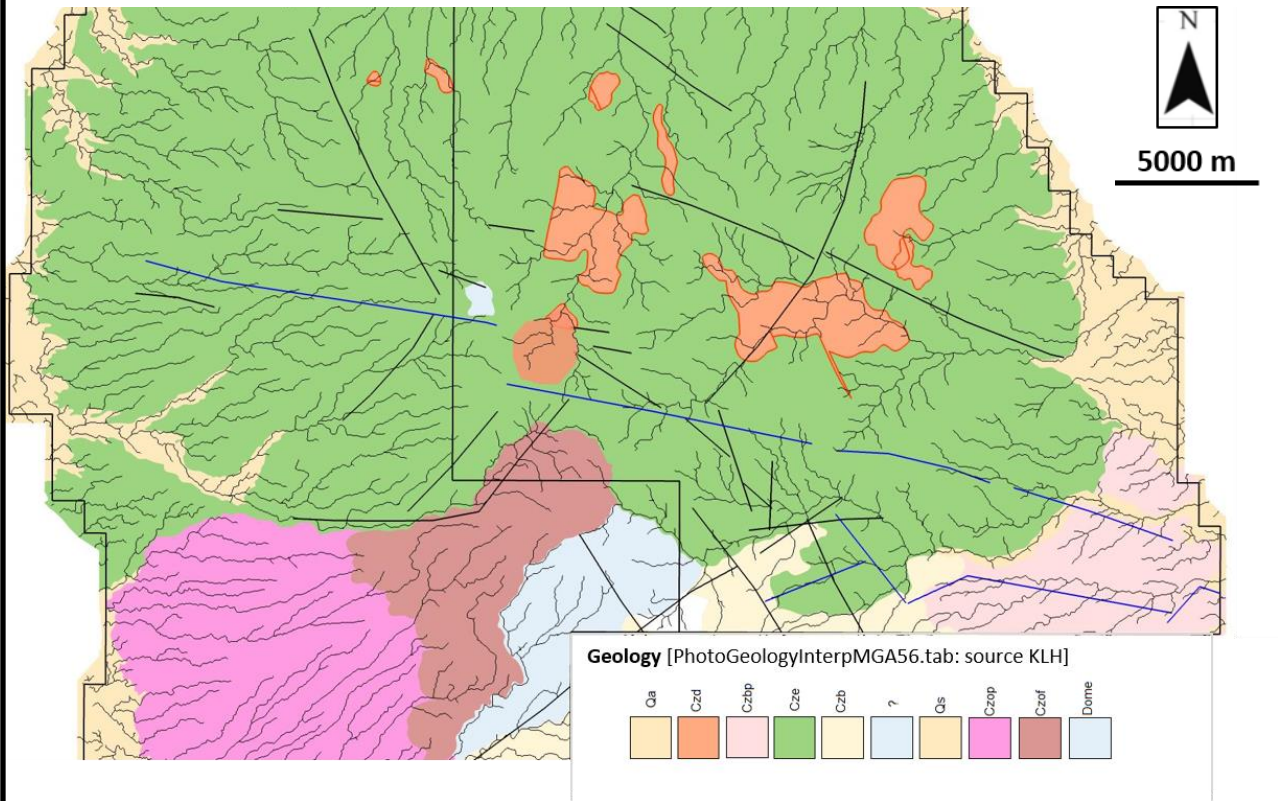 N
5000 m
Geology [PhotoGeologyInterpMGA56.tab: source KLH]
Qa
Czd
Czbp
Cze
Czb
?
Qs
Czop
Czof
Dome